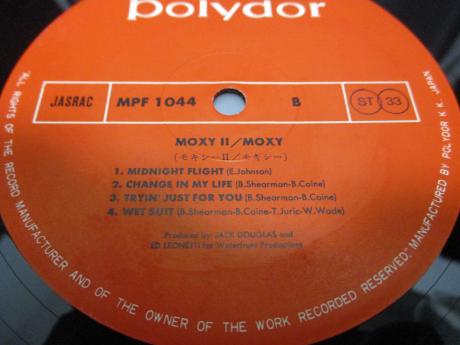 polydor
JASRAC
MPF 1044
B
ST 33
MOXY II/MOXY
(モキシーII/モキシー)
1. MIDNIGHT FLIGHT (E.Johnson)
2. CHANGE IN MY LIFE (B.Shearman-B.Caine)
3. TRYIN' JUST FOR YOU (B.Shearman-B.Caine)
4. WET SUIT (B.Shearman-B.Caine-T.Juric-W.Wade)
Produced by: JACK DOUGLAS and
ED LEONETTI for Waterfront Productions
"ALL RIGHTS OF THE RECORD MANUFACTURER AND OF THE OWNER OF THE WORK RECORDED RESERVED." MANUFACTURED BY POLYDOR K.K. JAPAN